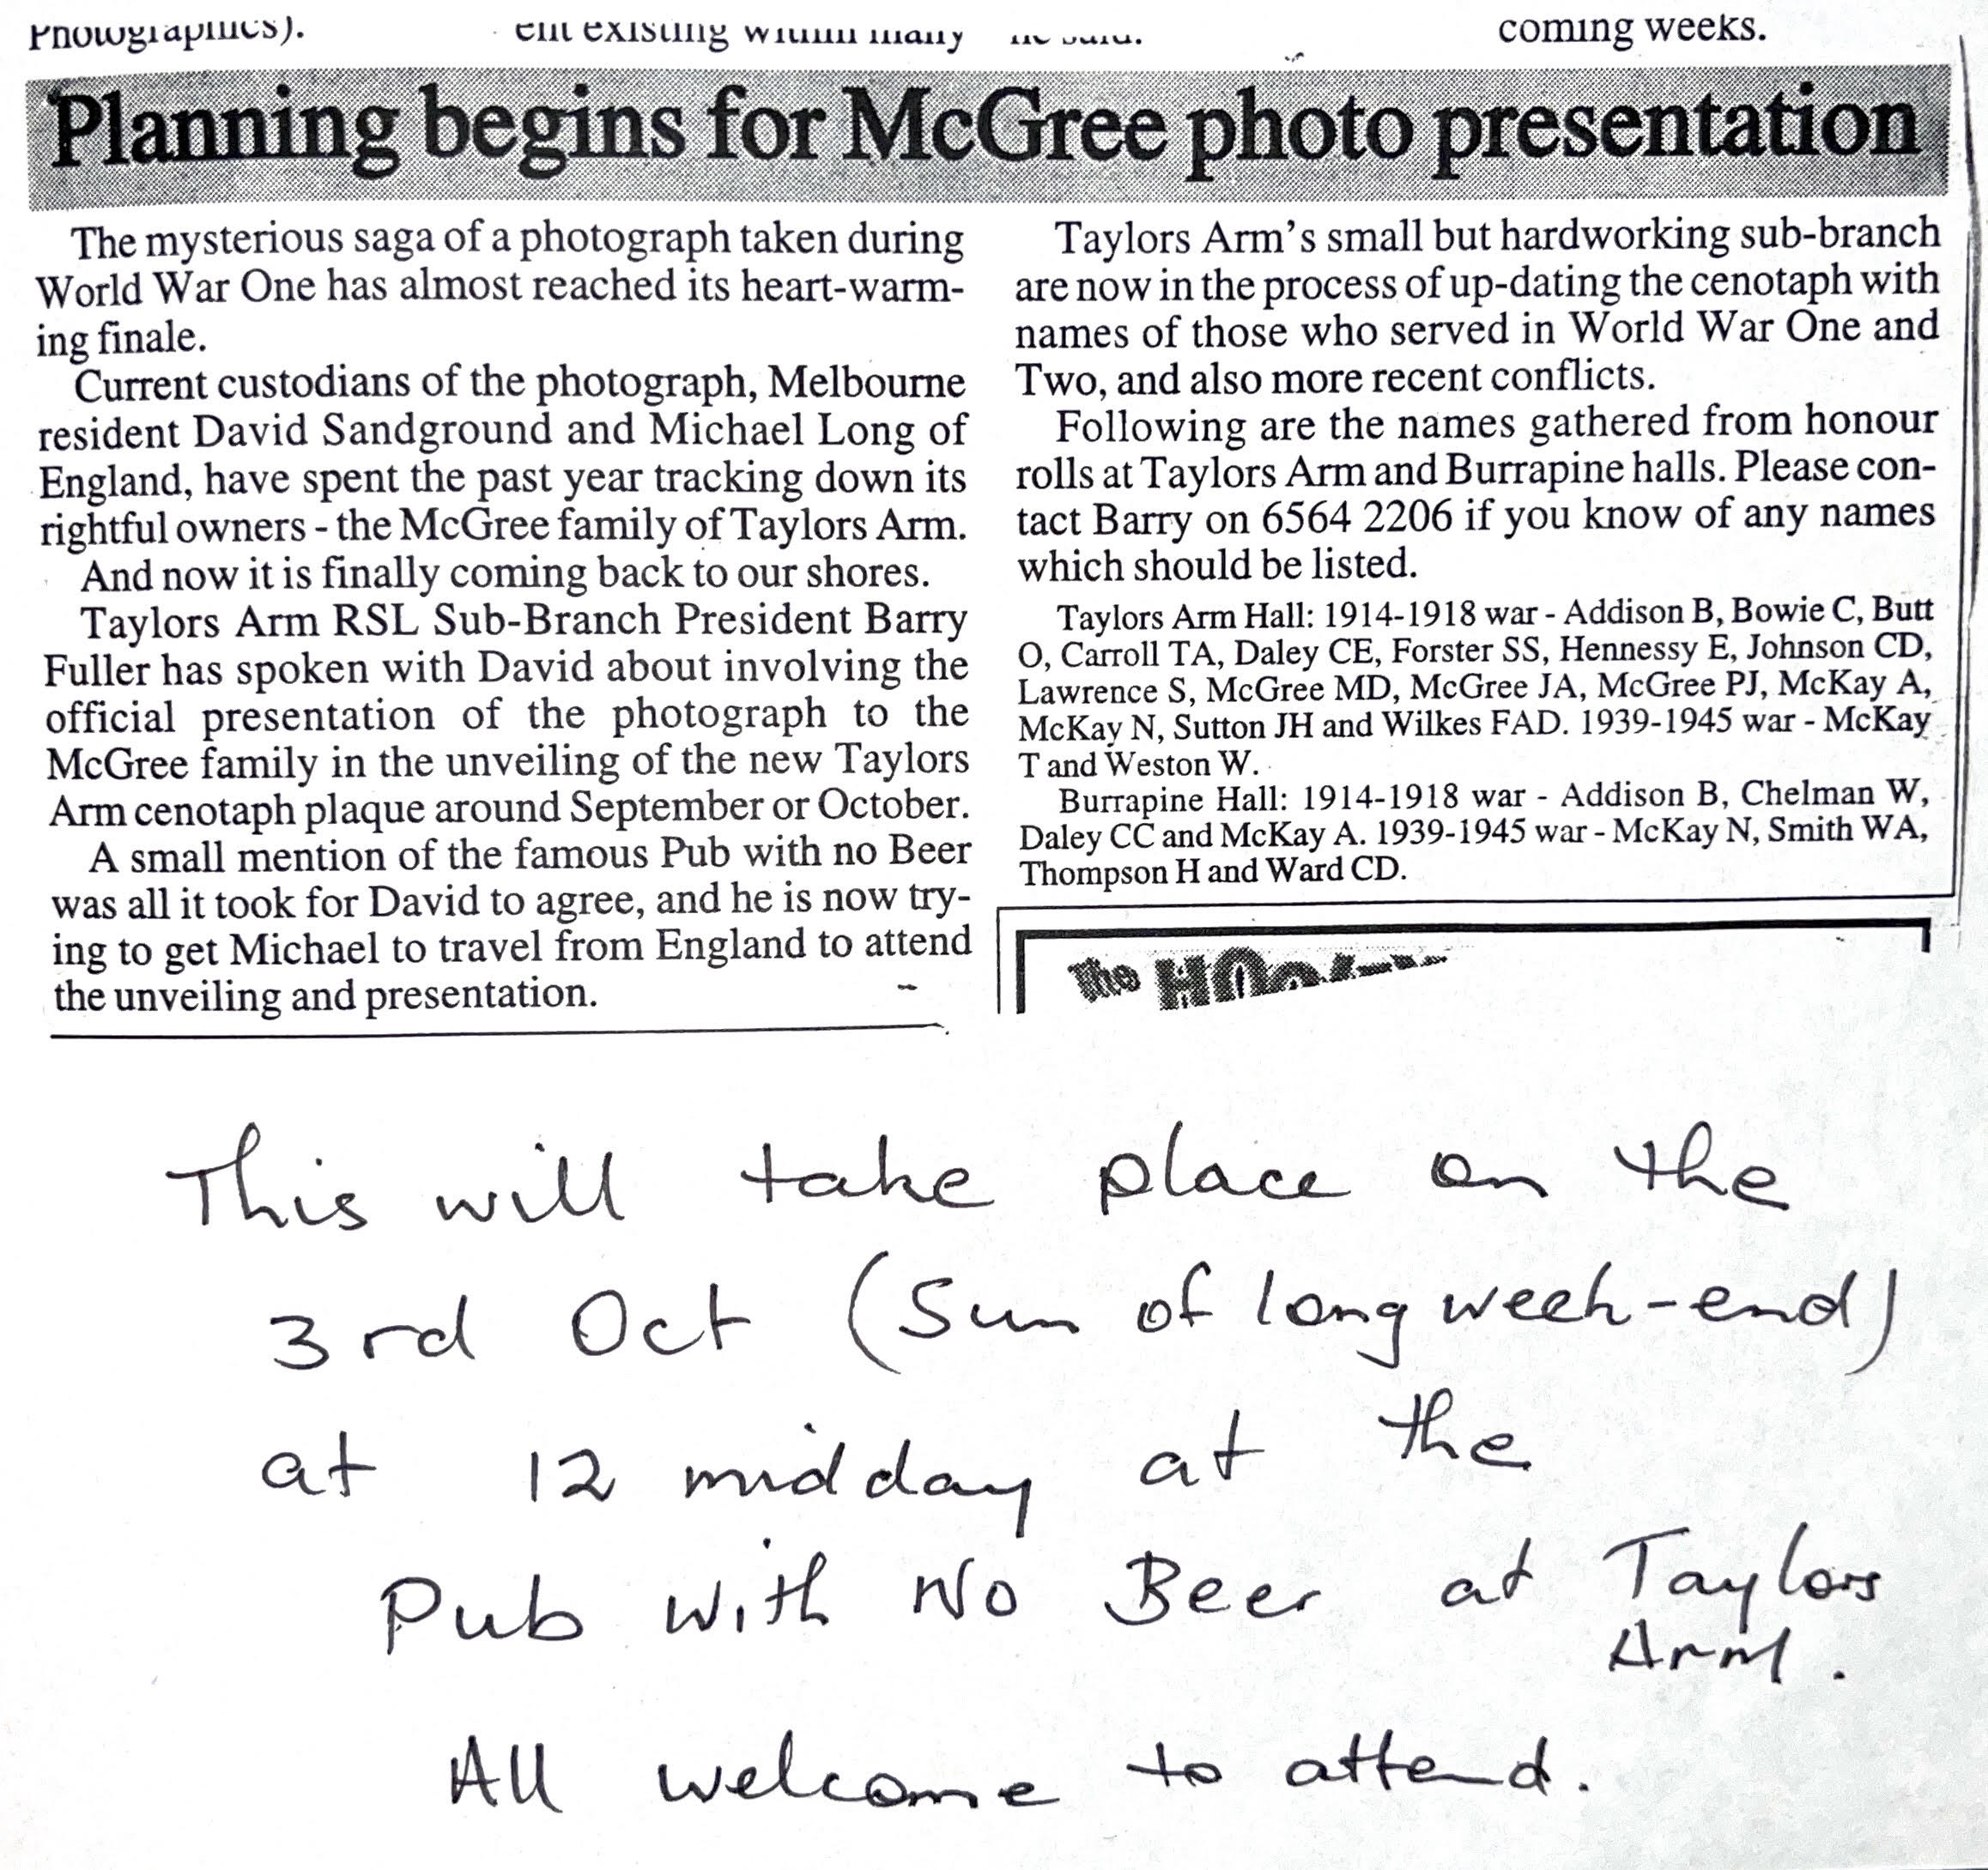 coming weeks.
Planning begins for McGree photo presentation
The mysterious saga of a photograph taken during
World War One has almost reached its heart-warm-
ing finale.
Current custodians of the photograph, Melbourne
resident David Sandground and Michael Long of
England, have spent the past year tracking down its
rightful owners - the McGree family of Taylors Arm.
And now it is finally coming back to our shores.
Taylors Arm RSL Sub-Branch President Barry
Fuller has spoken with David about involving the
official presentation of the photograph to the
McGree family in the unveiling of the new Taylors
Arm cenotaph plaque around September or October.
A small mention of the famous Pub with no Beer
was all it took for David to agree, and he is now try-
ing to get Michael to travel from England to attend
the unveiling and presentation.
Taylors Arm's small but hardworking sub-branch
are now in the process of up-dating the cenotaph with
names of those who served in World War One and
Two, and also more recent conflicts.
Following are the names gathered from honour
rolls at Taylors Arm and Burrapine halls. Please con-
tact Barry on 6564 2206 if you know of any names
which should be listed.
Taylors Arm Hall: 1914-1918 war - Addison B, Bowie C, Butt
O, Carroll TA, Daley CE, Forster SS, Hennessy E, Johnson CD,
Lawrence S, McGree MD, McGree JA, McGree PJ, McKay A,
McKay N, Sutton JH and Wilkes FAD. 1939-1945 war - McKay
T and Weston W.
Burrapine Hall: 1914-1918 war - Addison B, Chelman W,
Daley CC and McKay A. 1939-1945 war - McKay N, Smith WA,
Thompson H and Ward CD.
The
This will take place on the
3rd Oct (Sun of long week-end)
at 12 midday at the
Pub with No Beer at Taylors
Arm.
All welcome to attend.